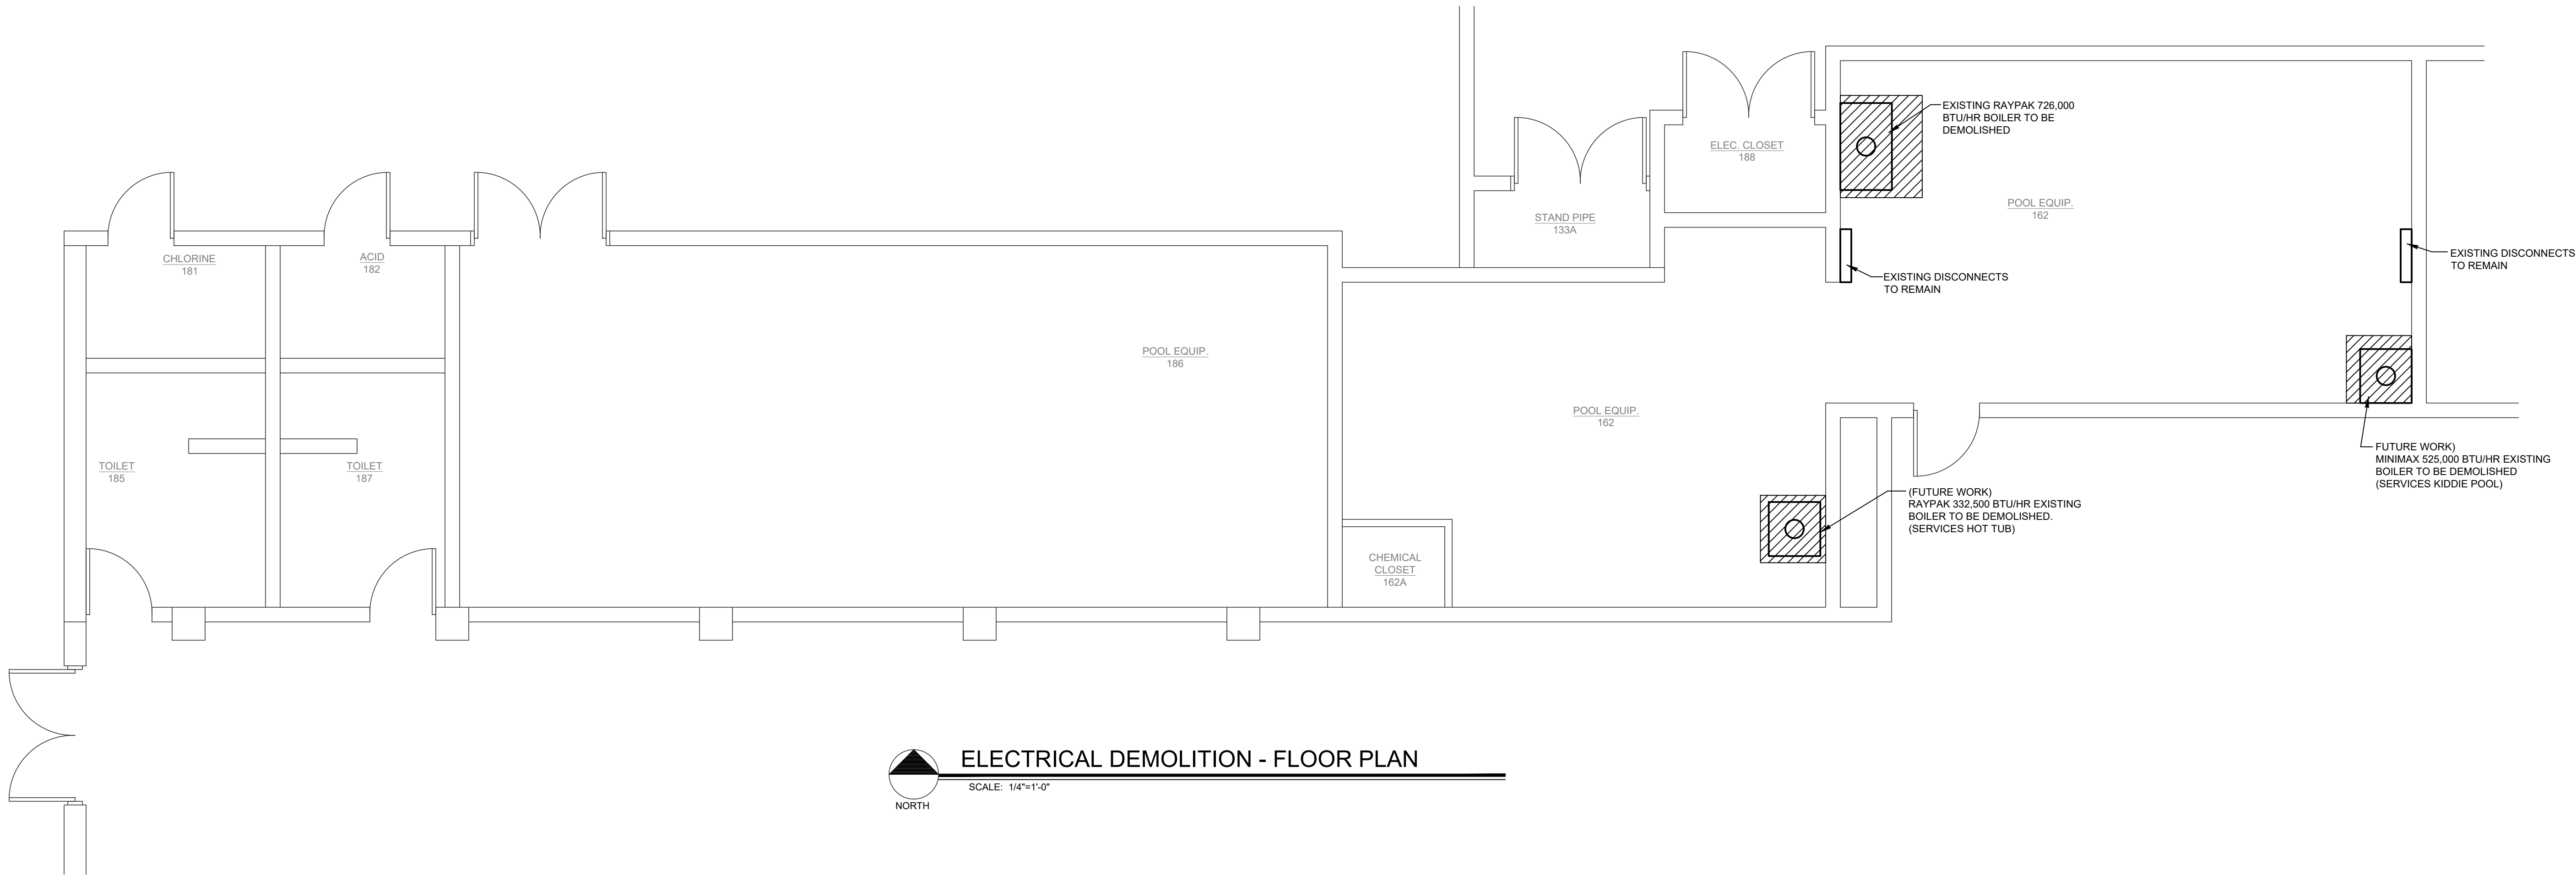 EXISTING RAYPAK 726,000
BTU/HR BOILER TO BE
DEMOLISHED
ELEC. CLOSET
188
POOL EQUIP.
162
STAND PIPE
133A
CHLORINE
181
ACID
182
EXISTING DISCONNECTS
TO REMAIN
EXISTING DISCONNECTS
TO REMAIN
POOL EQUIP.
186
POOL EQUIP.
162
TOILET
185
TOILET
187
FUTURE WORK)
MINIMAX 525,000 BTU/HR EXISTING
BOILER TO BE DEMOLISHED
(SERVICES KIDDIE POOL)
(FUTURE WORK)
RAYPAK 332,500 BTU/HR EXISTING
BOILER TO BE DEMOLISHED.
(SERVICES HOT TUB)
CHEMICAL
CLOSET
162A
ELECTRICAL DEMOLITION - FLOOR PLAN
SCALE: 1/4"=1'-0"
NORTH